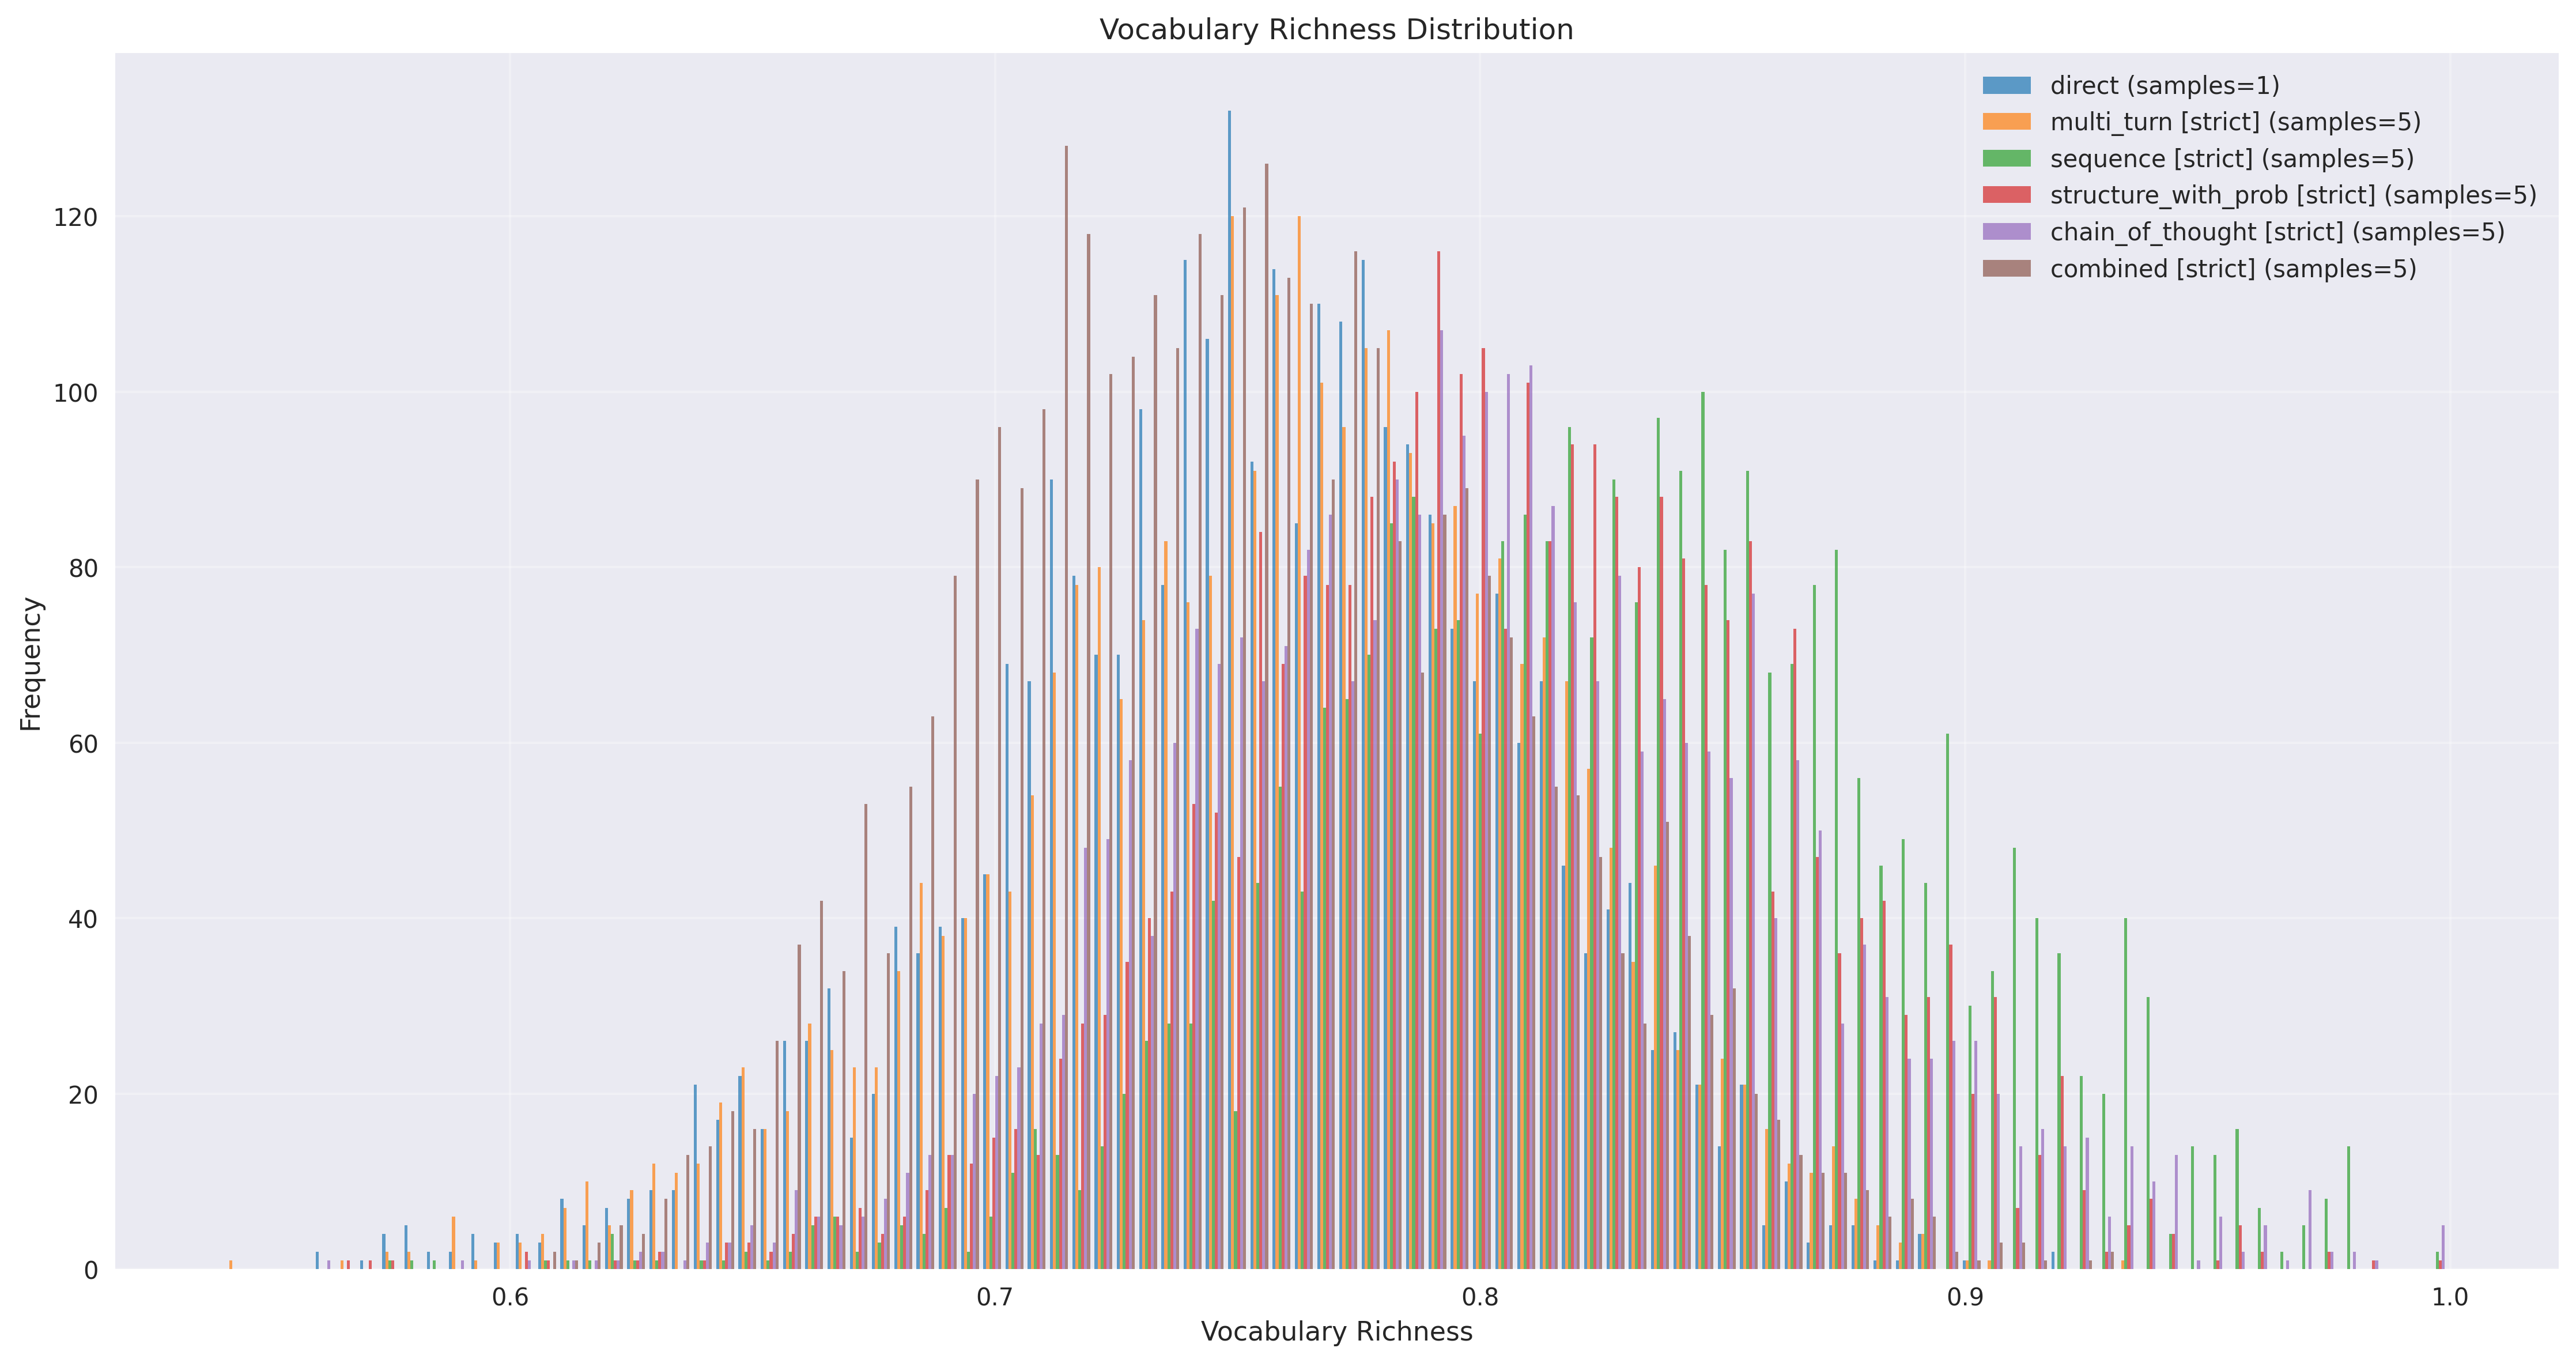 Vocabulary Richness Distribution
direct (samples=1)
multi_turn [strict] (samples=5)
sequence [strict] (samples=5)
structure_with_prob [strict] (samples=5)
chain_of_thought [strict] (samples=5)
combined [strict] (samples=5)
Frequency
120
100
80
60
40
20
0
0.6 0.7 0.8 0.9 1.0
Vocabulary Richness